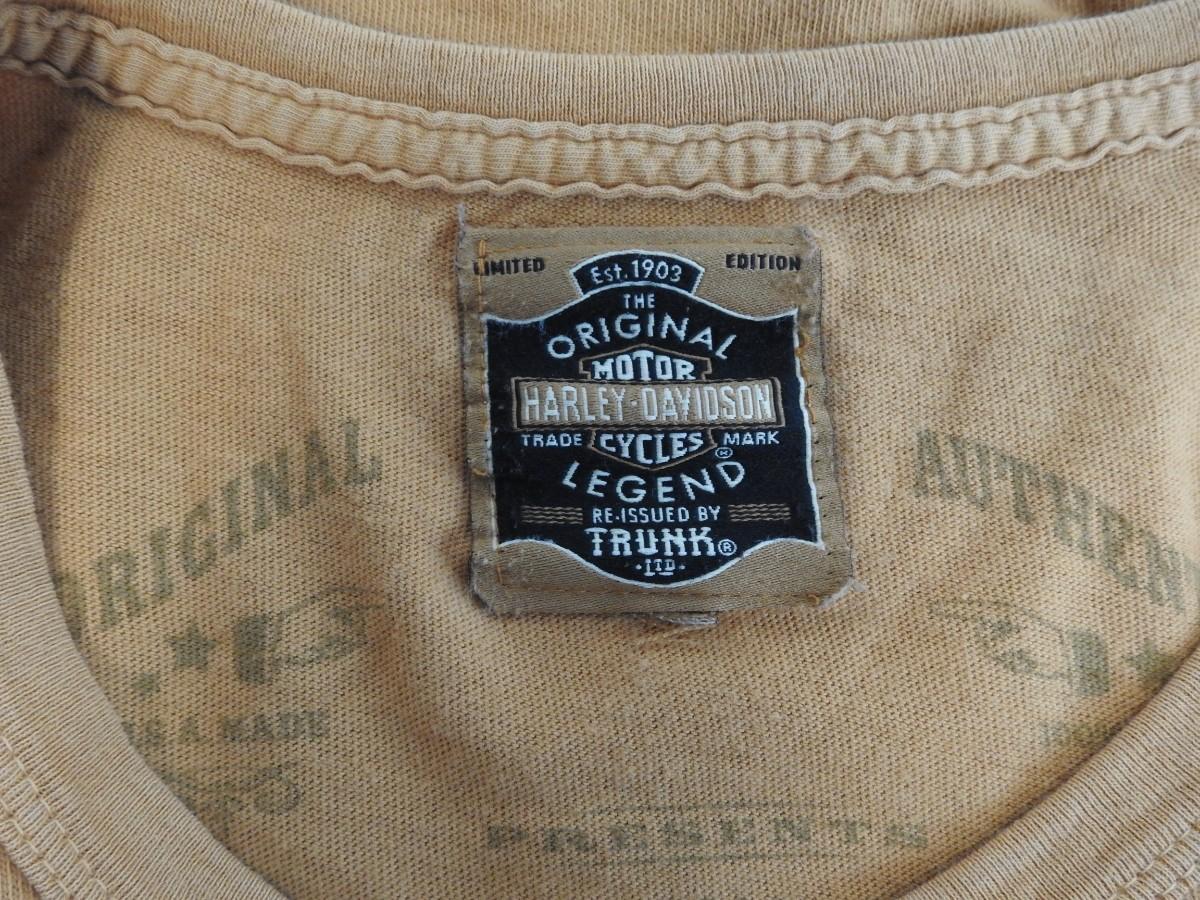 LIMITED EDITION
Est. 1903
THE
ORIGINAL
MOTOR
HARLEY-DAVIDSON
TRADE CYCLES MARK
®
LEGEND
RE-ISSUED BY
TRUNK®
·LTD·
ORIGINAL
A MADE
PRESENTS